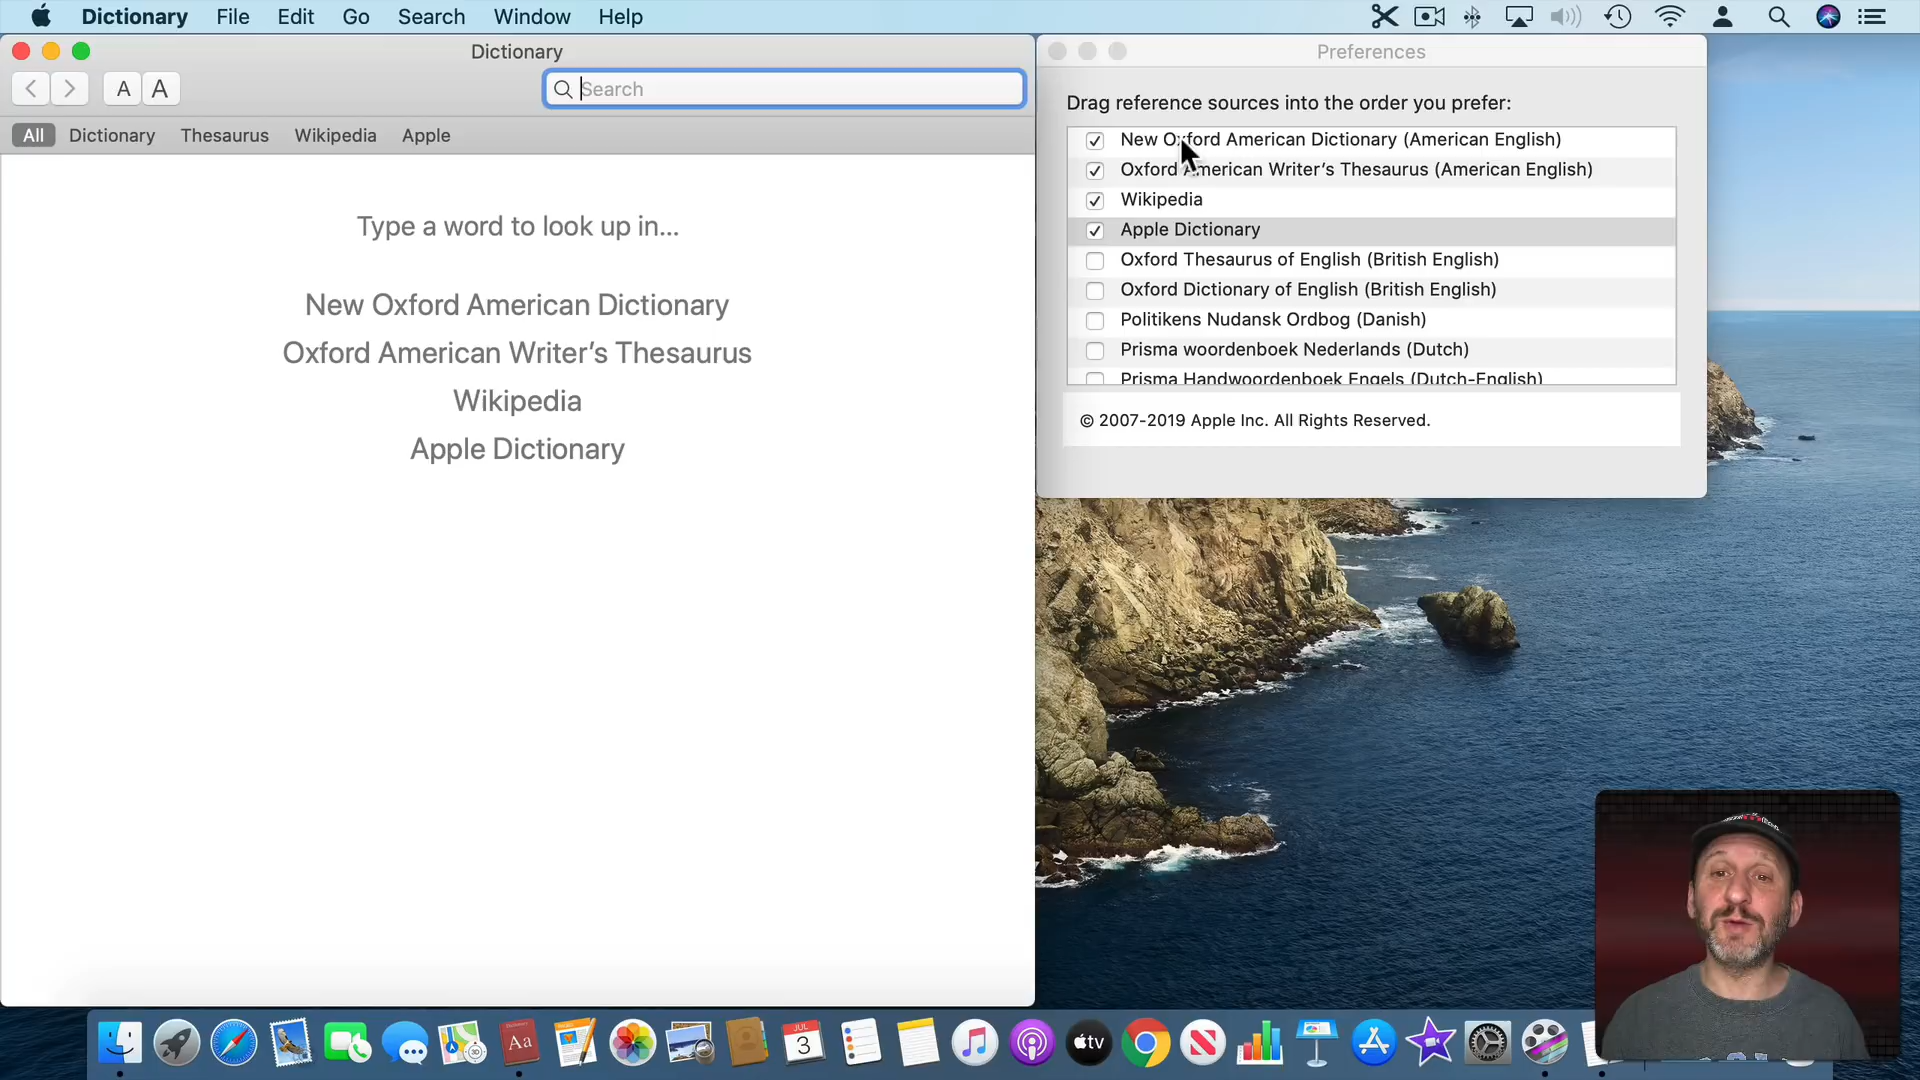 Dictionary File Edit Go Search Window Help
Dictionary
A A
Search
All Dictionary Thesaurus Wikipedia Apple
Type a word to look up in...
New Oxford American Dictionary
Oxford American Writer’s Thesaurus
Wikipedia
Apple Dictionary
Preferences
Drag reference sources into the order you prefer:
New Oxford American Dictionary (American English)
Oxford American Writer’s Thesaurus (American English)
Wikipedia
Apple Dictionary
Oxford Thesaurus of English (British English)
Oxford Dictionary of English (British English)
Politikens Nudansk Ordbog (Danish)
Prisma woordenboek Nederlands (Dutch)
Prisma Handwoordenboek Engels (Dutch-English)
© 2007-2019 Apple Inc. All Rights Reserved.
3D
Aa
JUL
3
tv